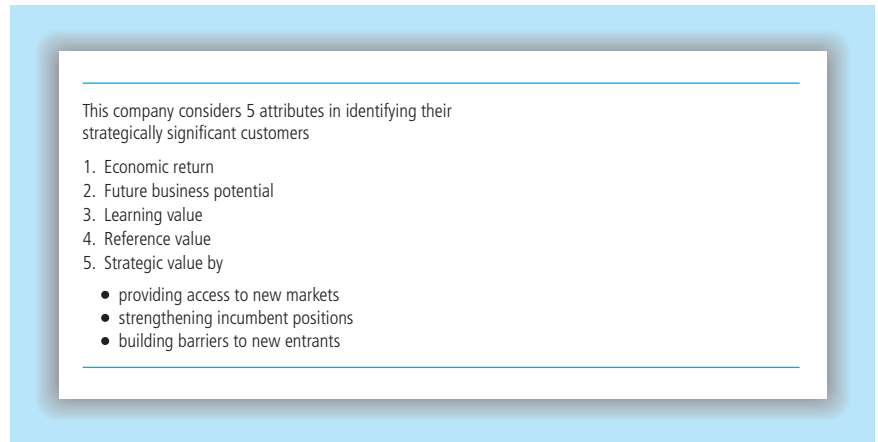 This company considers 5 attributes in identifying their
strategically significant customers
1. Economic return
2. Future business potential
3. Learning value
4. Reference value
5. Strategic value by
● providing access to new markets
● strengthening incumbent positions
● building barriers to new entrants